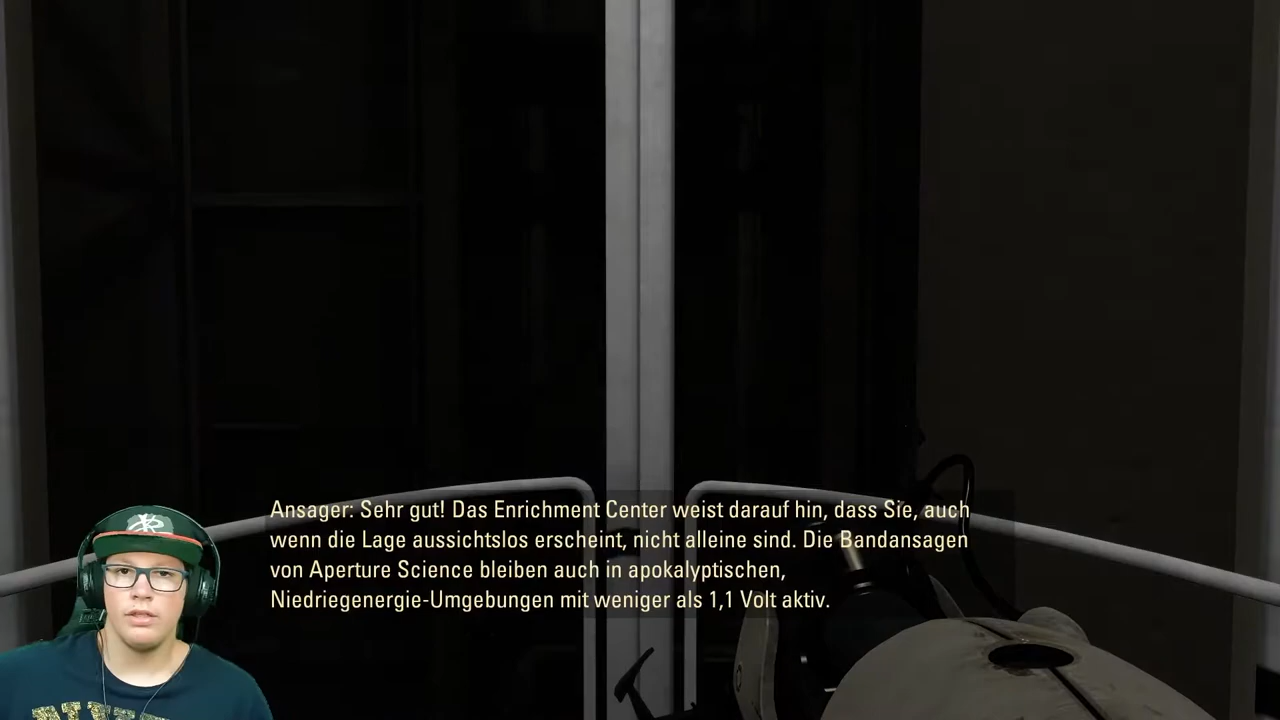 Ansager: Sehr gut! Das Enrichment Center weist darauf hin, dass Sie, auch
wenn die Lage aussichtslos erscheint, nicht alleine sind. Die Bandansagen
von Aperture Science bleiben auch in apokalyptischen,
Niedriegenergie-Umgebungen mit weniger als 1,1 Volt aktiv.